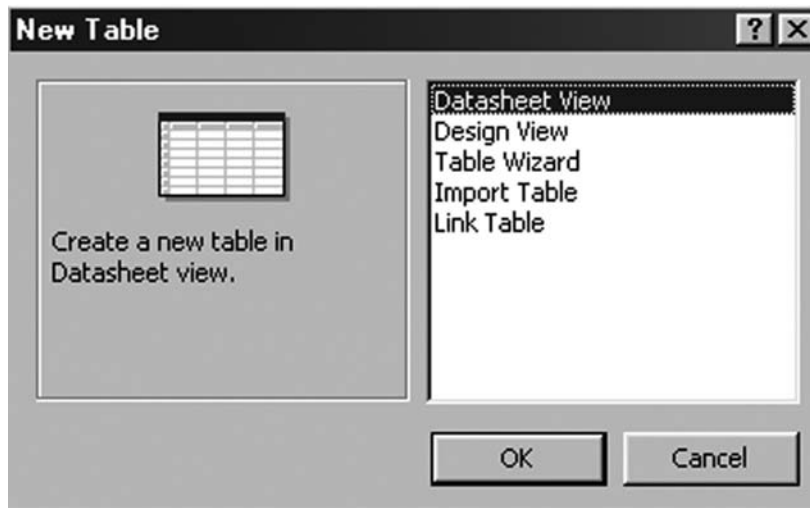 New Table
Create a new table in
Datasheet view.
Datasheet View
Design View
Table Wizard
Import Table
Link Table
OK
Cancel